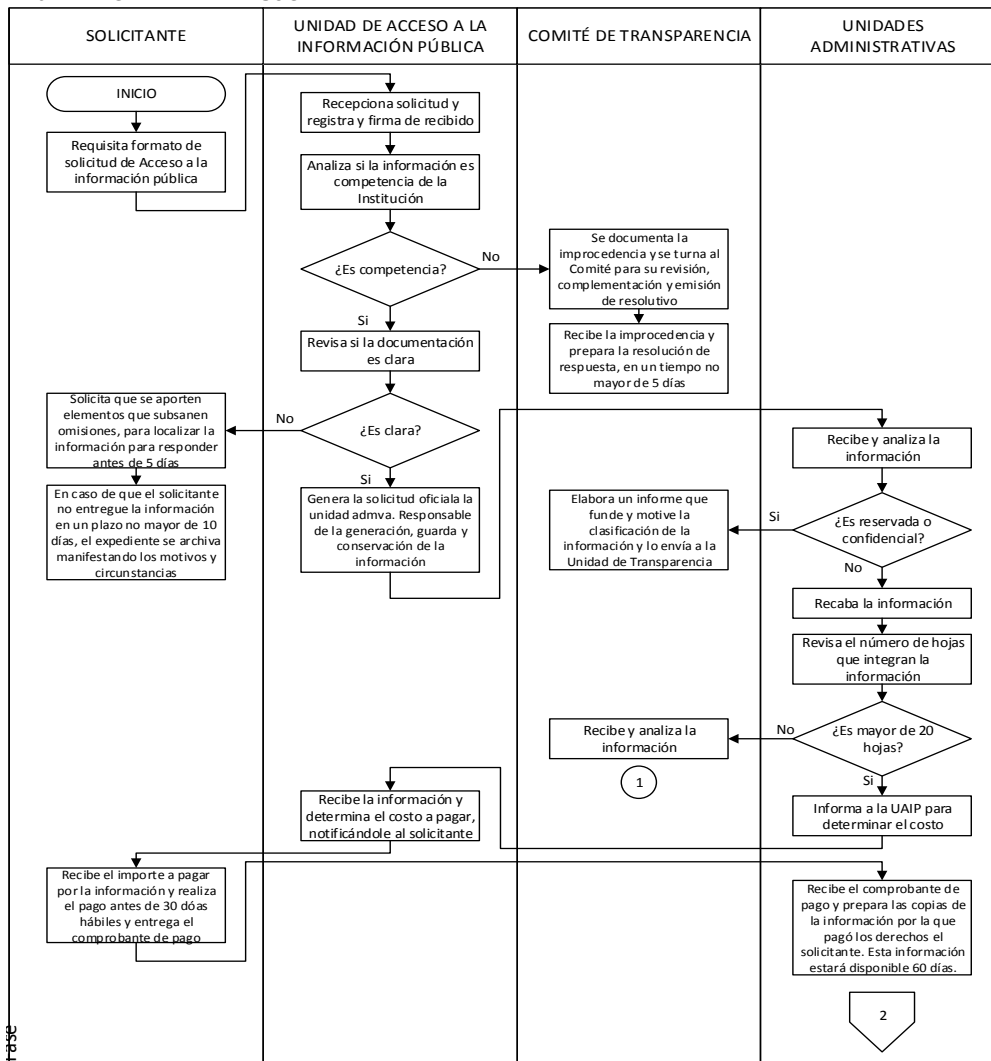 SOLICITANTE
UNIDAD DE ACCESO A LA
INFORMACIÓN PÚBLICA
COMITÉ DE TRANSPARENCIA
UNIDADES
ADMINISTRATIVAS
INICIO
Requisita formato de
solicitud de Acceso a la
información pública
Recepciona solicitud y
registra y firma de recibido
Analiza si la información es
competencia de la
Institución
¿Es competencia?
No
Si
Se documenta la
improcedencia y se turna al
Comité para su revisión,
complementación y emisión
de resolutivo
Recibe la improcedencia y
prepara la resolución de
respuesta, en un tiempo no
mayor de 5 días
Revisa si la documentación
es clara
¿Es clara?
No
Si
Solicita que se aporten
elementos que subsanen
omisiones, para localizar la
información para responder
antes de 5 días
En caso de que el solicitante
no entregue la información
en un plazo no mayor de 10
días, el expediente se archiva
manifestando los motivos y
circunstancias
Genera la solicitud oficiala la
unidad admva. Responsable
de la generación, guarda y
conservación de la
información
Recibe y analiza la
información
¿Es reservada o
confidencial?
Si
No
Elabora un informe que
funde y motive la
clasificación de la
información y lo envía a la
Unidad de Transparencia
Recaba la información
Revisa el número de hojas
que integran la
información
¿Es mayor de 20
hojas?
No
Si
Recibe y analiza la
información
1
Informa a la UAIP para
determinar el costo
Recibe la información y
determina el costo a pagar,
notificándole al solicitante
Recibe el importe a pagar
por la información y realiza
el pago antes de 30 dóas
hábiles y entrega el
comprobante de pago
Recibe el comprobante de
pago y prepara las copias de
la información por la que
pagó los derechos el
solicitante. Esta información
estará disponible 60 días.
2